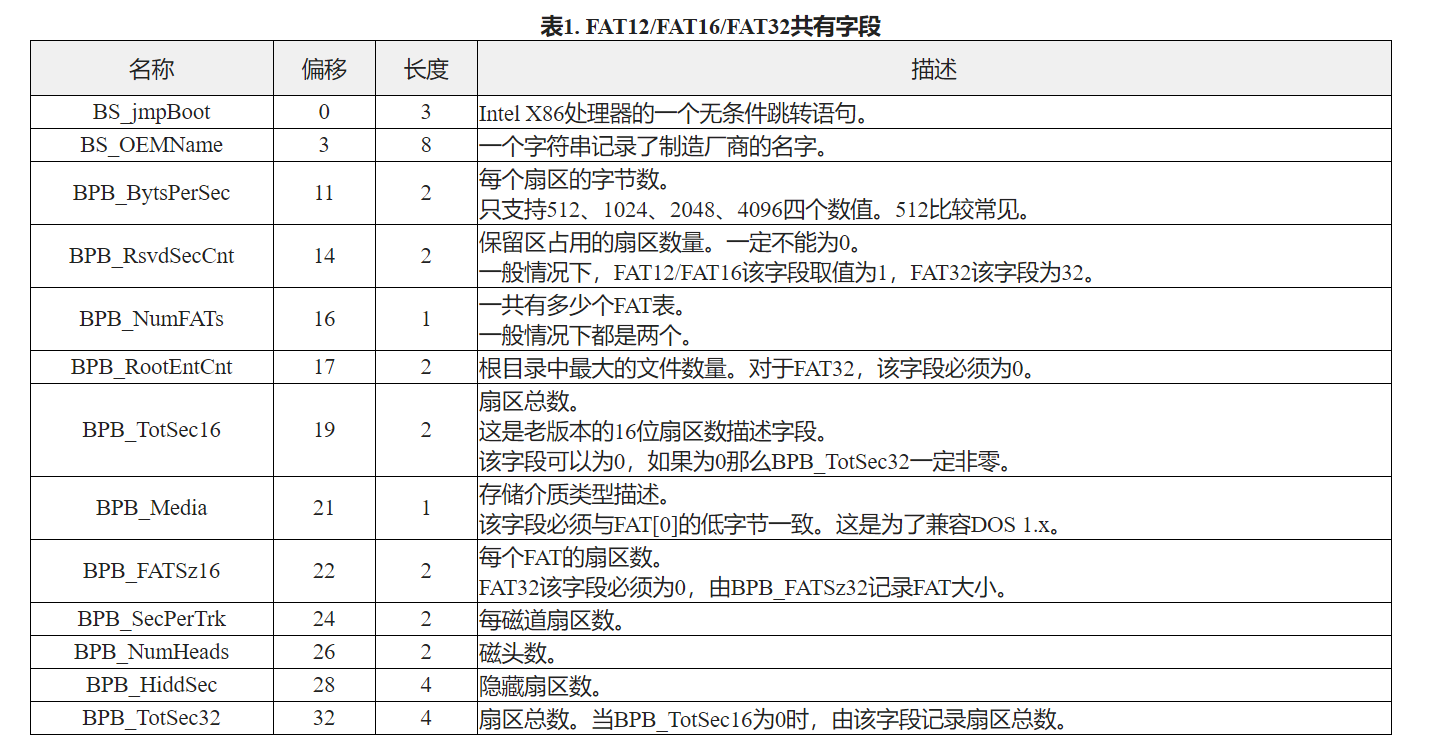 表1. FAT12/FAT16/FAT32共有字段
名称 偏移 长度 描述
BS_jmpBoot 0 3 Intel X86处理器的一个无条件跳转语句。
BS_OEMName 3 8 一个字符串记录了制造厂商的名字。
BPB_BytsPerSec 11 2 每个扇区的字节数。
只支持512、1024、2048、4096四个数值。512比较常见。
BPB_RsvdSecCnt 14 2 保留区占用的扇区数量。一定不能为0。
一般情况下，FAT12/FAT16该字段取值为1，FAT32该字段为32。
BPB_NumFATs 16 1 一共有多少个FAT表。
一般情况下都是两个。
BPB_RootEntCnt 17 2 根目录中最大的文件数量。对于FAT32，该字段必须为0。
BPB_TotSec16 19 2 扇区总数。
这是老版本的16位扇区数描述字段。
该字段可以为0，如果为0那么BPB_TotSec32一定非零。
BPB_Media 21 1 存储介质类型描述。
该字段必须与FAT[0]的低字节一致。这是为了兼容DOS 1.x。
BPB_FATSz16 22 2 每个FAT的扇区数。
FAT32该字段必须为0，由BPB_FATSz32记录FAT大小。
BPB_SecPerTrk 24 2 每磁道扇区数。
BPB_NumHeads 26 2 磁头数。
BPB_HiddSec 28 4 隐藏扇区数。
BPB_TotSec32 32 4 扇区总数。当BPB_TotSec16为0时，由该字段记录扇区总数。